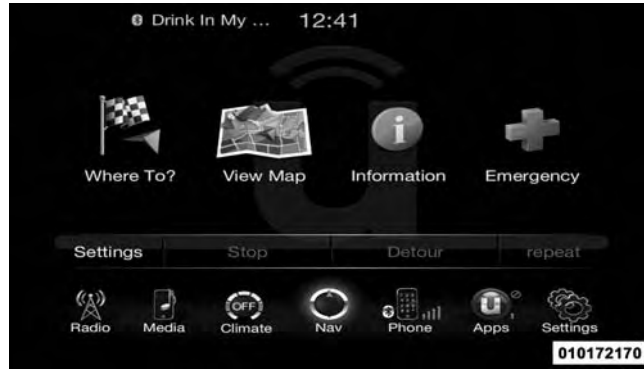 Drink In My ... 12:41
Where To? View Map Information Emergency
Settings Stop Detour repeat
OFF
Radio Media Climate Nav Phone Apps Settings
010172170